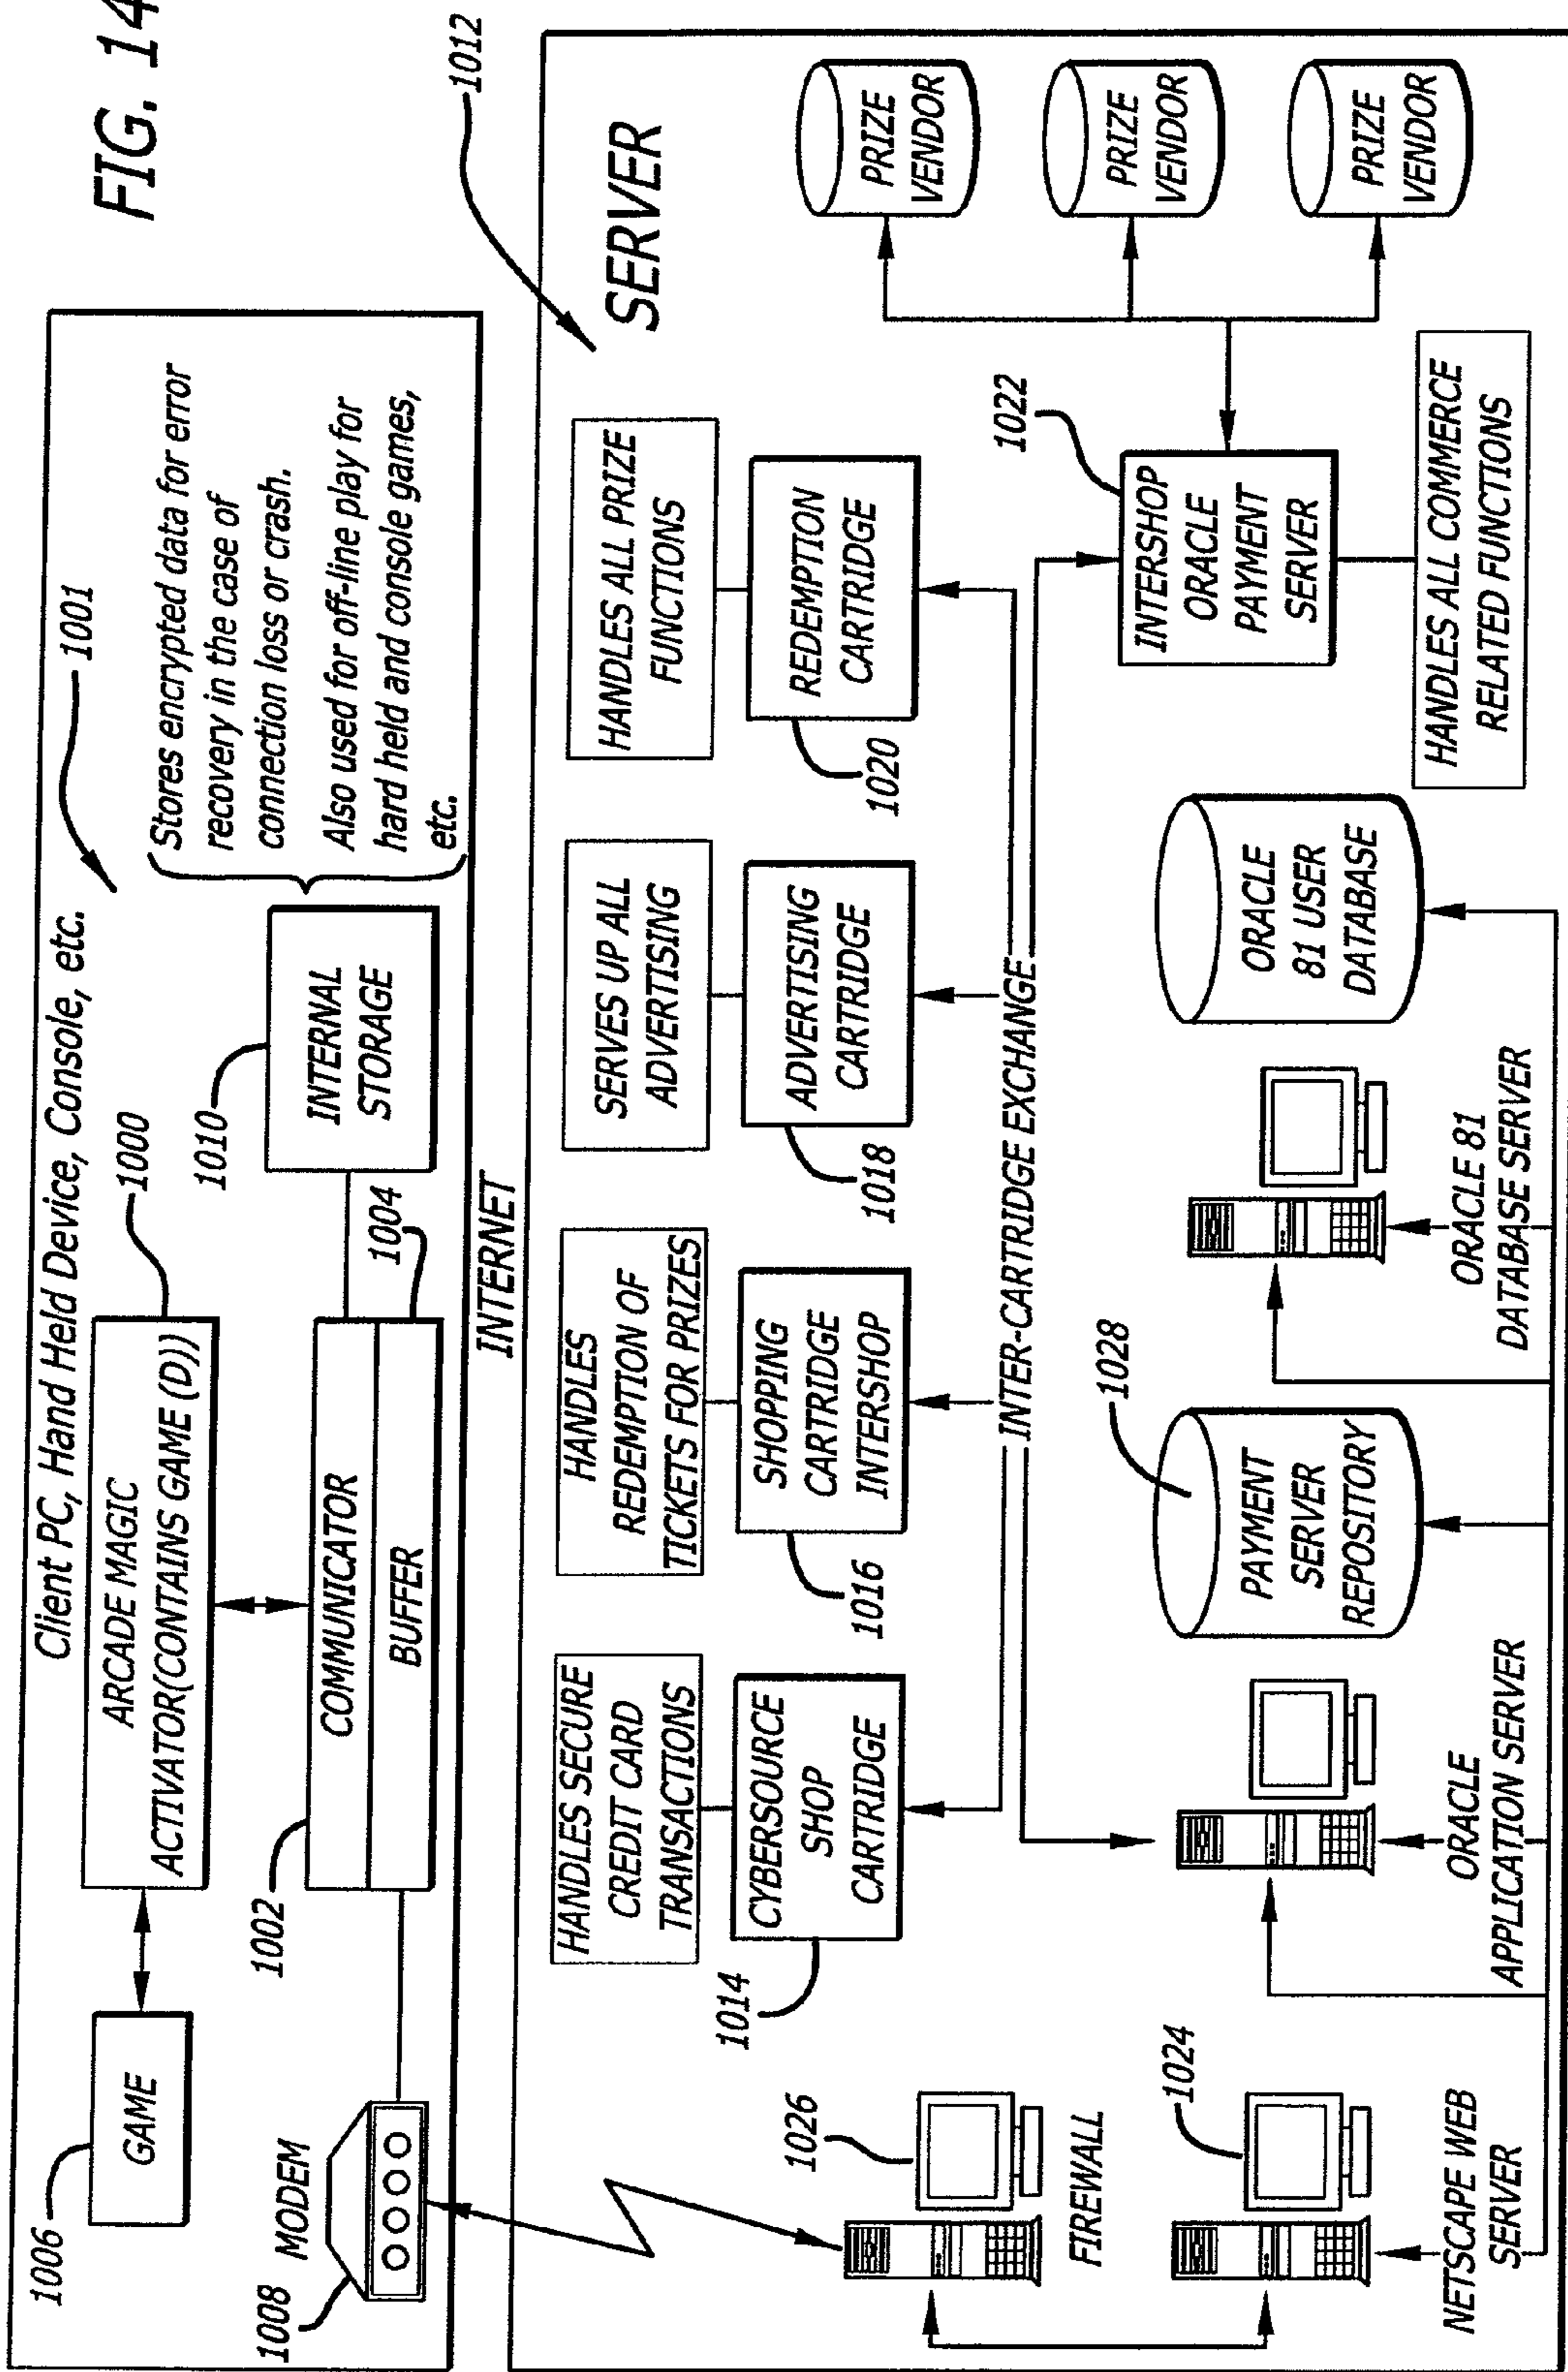 FIG. 14
Client PC, Hand Held Device, Console, etc.
1001
1006
GAME
ARCADE MAGIC
ACTIVATOR(CONTAINS GAME (D))
1000
1008
MODEM
1002
COMMUNICATOR
BUFFER
1004
1010
INTERNAL
STORAGE
Stores encrypted data for error
recovery in the case of
connection loss or crash.
Also used for off-line play for
hard held and console games,
etc.
INTERNET
1012
SERVER
HANDLES SECURE
CREDIT CARD
TRANSACTIONS
HANDLES
REDEMPTION OF
TICKETS FOR PRIZES
SERVES UP ALL
ADVERTISING
HANDLES ALL PRIZE
FUNCTIONS
1014
CYBERSOURCE
SHOP
CARTRIDGE
1016
SHOPPING
CARTRIDGE
INTERSHOP
1018
ADVERTISING
CARTRIDGE
1020
REDEMPTION
CARTRIDGE
PRIZE
VENDOR
PRIZE
VENDOR
PRIZE
VENDOR
INTER-CARTRIDGE EXCHANGE
1026
FIREWALL
1022
INTERSHOP
ORACLE
PAYMENT
SERVER
HANDLES ALL COMMERCE
RELATED FUNCTIONS
1024
NETSCAPE WEB
SERVER
ORACLE
APPLICATION SERVER
1028
PAYMENT
SERVER
REPOSITORY
ORACLE 81
DATABASE SERVER
ORACLE
81 USER
DATABASE